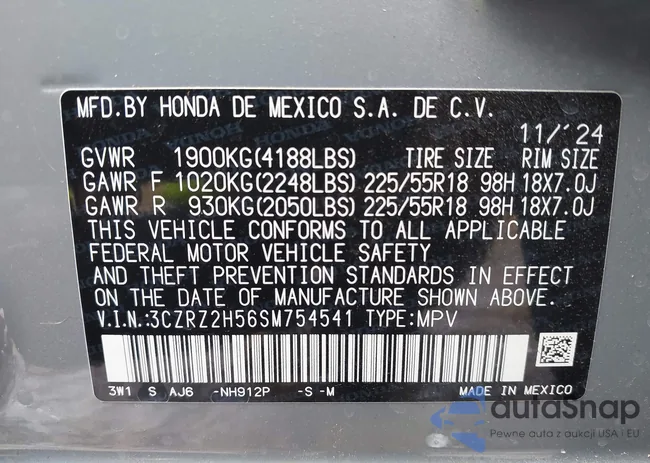 MFD.BY HONDA DE MEXICO S.A. DE C.V.
11/'24
GVWR 1900KG(4188LBS) TIRE SIZE RIM SIZE
GAWR F 1020KG(2248LBS) 225/55R18 98H 18X7.0J
GAWR R 930KG(2050LBS) 225/55R18 98H 18X7.0J
THIS VEHICLE CONFORMS TO ALL APPLICABLE
FEDERAL MOTOR VEHICLE SAFETY
AND THEFT PREVENTION STANDARDS IN EFFECT
ON THE DATE OF MANUFACTURE SHOWN ABOVE.
V.I.N:3CZRZ2H56SM754541 TYPE:MPV
3W1 S AJ6 -NH912P -S -M MADE IN MEXICO
autaSnap
Pewne auta z aukcji USA i EU